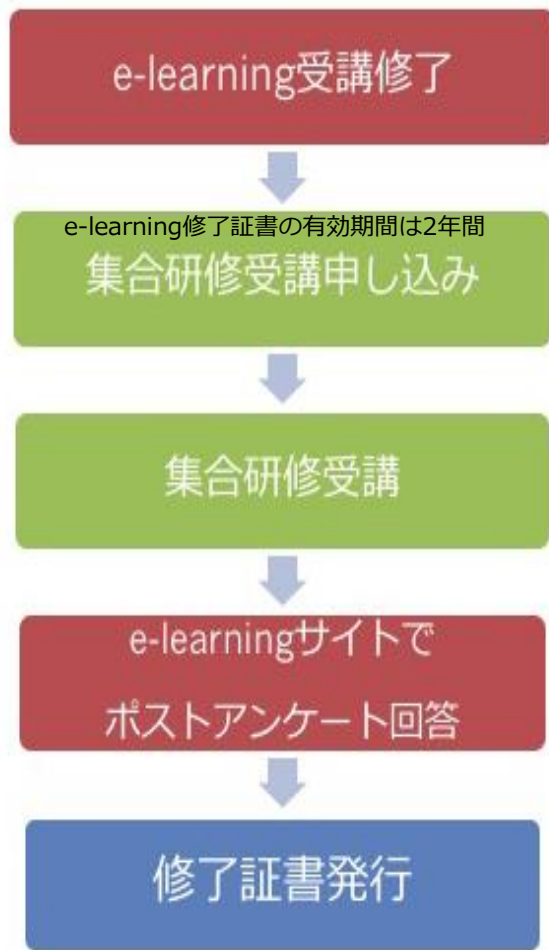 e-learning受講修了
e-learning修了証書の有効期間は2年間
集合研修受講申し込み
集合研修受講
e-learningサイトで
ポストアンケート回答
修了証書発行